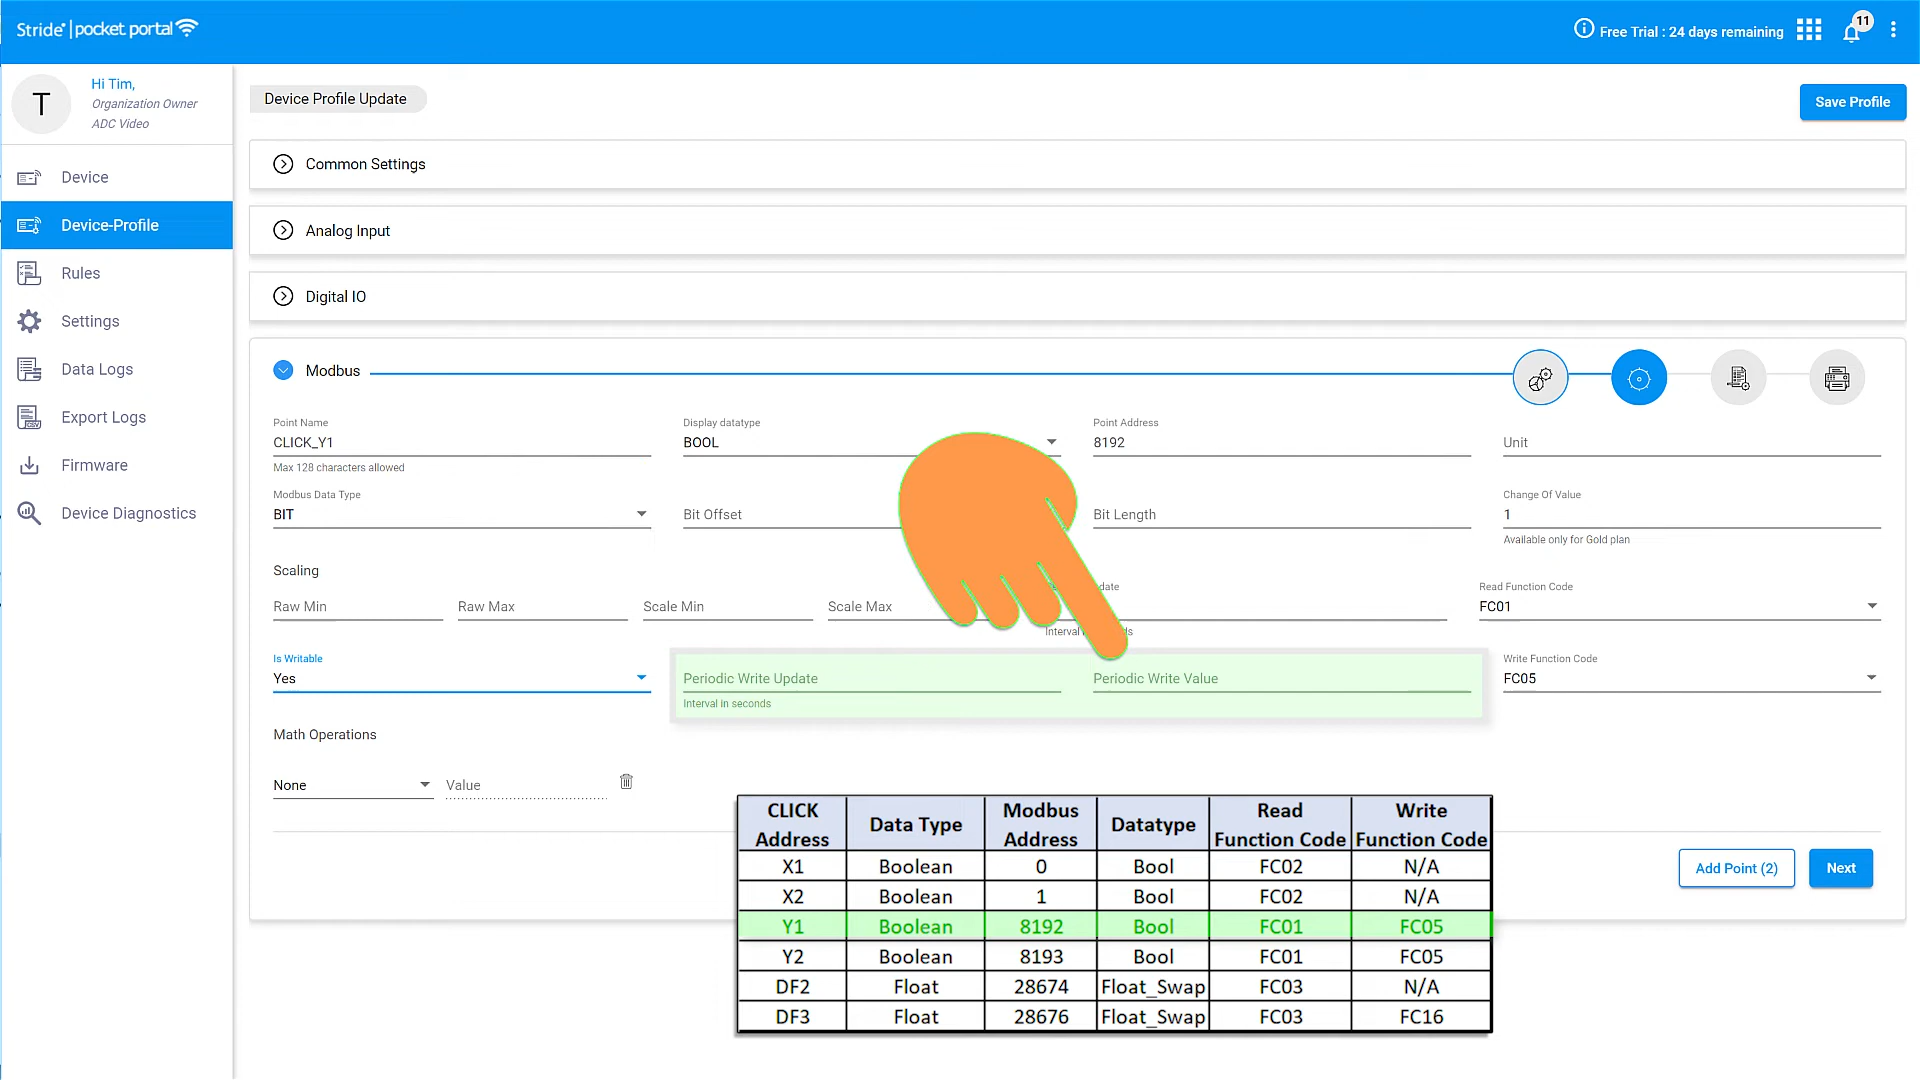 Stride | pocket portal
Free Trial : 24 days remaining
11
T
Hi Tim,
Organization Owner
ADC Video
Device
Device-Profile
Rules
Settings
Data Logs
Export Logs
Firmware
Device Diagnostics
Device Profile Update
Save Profile
Common Settings
Analog Input
Digital IO
Modbus
Point Name
CLICK_Y1
Max 128 characters allowed
Display datatype
BOOL
Point Address
8192
Unit
Modbus Data Type
BIT
Bit Offset
Bit Length
Change Of Value
1
Available only for Gold plan
Scaling
Raw Min
Raw Max
Scale Min
Scale Max
Interval
Read Function Code
FC01
Is Writable
Yes
Periodic Write Update
Interval in seconds
Periodic Write Value
Write Function Code
FC05
Math Operations
None
Value
CSV
CLICK Address Data Type Modbus Address Datatype Read Function Code Write Function Code
X1 Boolean 0 Bool FC02 N/A
X2 Boolean 1 Bool FC02 N/A
Y1 Boolean 8192 Bool FC01 FC05
Y2 Boolean 8193 Bool FC01 FC05
DF2 Float 28674 Float_Swap FC03 N/A
DF3 Float 28676 Float_Swap FC03 FC16
Add Point (2)
Next